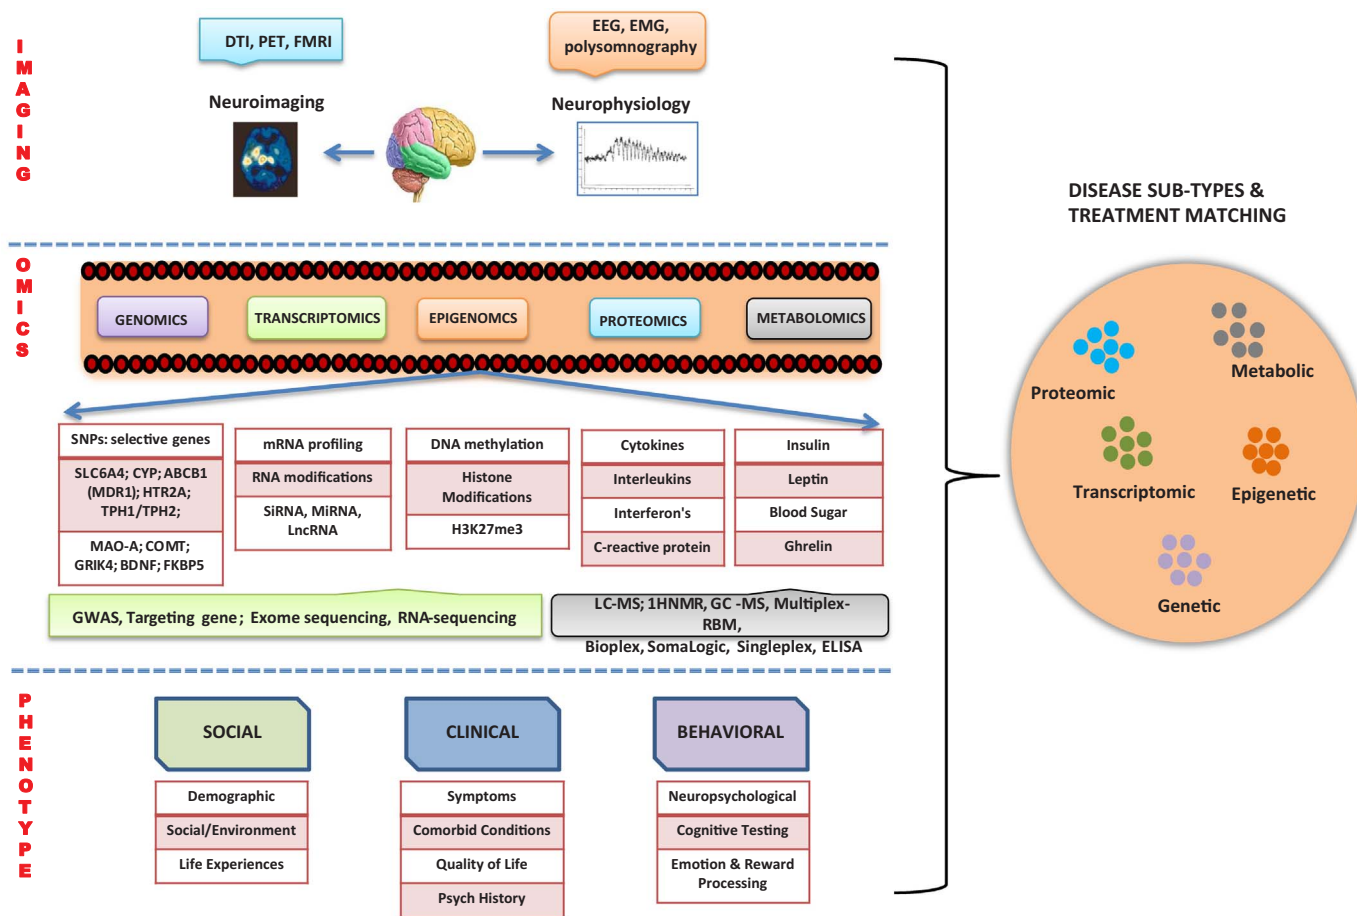 IMAGING
DTI, PET, FMRI
EEG, EMG,
polysomnography
Neuroimaging
Neurophysiology
OMICS
GENOMICS
TRANSCRIPTOMICS
EPIGENOMCS
PROTEOMICS
METABOLOMICS
SNPs: selective genes
SLC6A4; CYP; ABCB1
(MDR1); HTR2A;
TPH1/TPH2;
MAO-A; COMT;
GRIK4; BDNF; FKBP5
mRNA profiling
RNA modifications
SiRNA, MiRNA,
LncRNA
DNA methylation
Histone
Modifications
H3K27me3
Cytokines
Interleukins
Interferon's
C-reactive protein
Insulin
Leptin
Blood Sugar
Ghrelin
GWAS, Targeting gene; Exome sequencing, RNA-sequencing
LC-MS; 1HNMR, GC -MS, Multiplex-
RBM,
Bioplex, SomaLogic, Singleplex, ELISA
PHENOTYPE
SOCIAL
Demographic
Social/Environment
Life Experiences
CLINICAL
Symptoms
Comorbid Conditions
Quality of Life
Psych History
BEHAVIORAL
Neuropsychological
Cognitive Testing
Emotion & Reward
Processing
DISEASE SUB-TYPES &
TREATMENT MATCHING
Proteomic
Metabolic
Transcriptomic
Epigenetic
Genetic